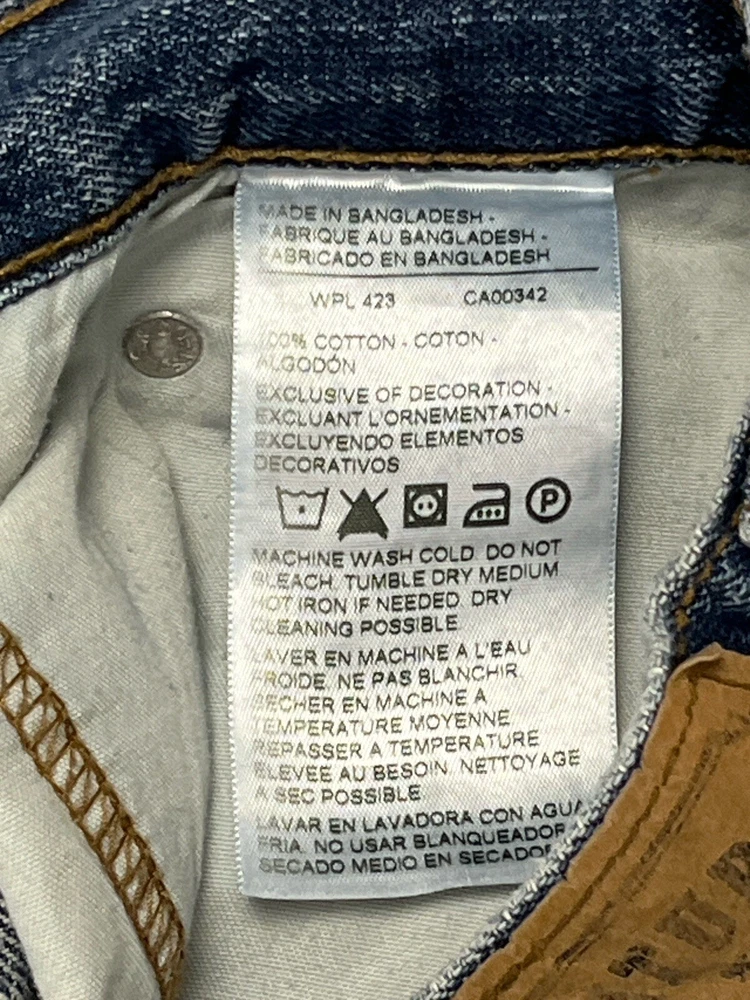 MADE IN BANGLADESH -
FABRIQUE AU BANGLADESH -
FABRICADO EN BANGLADESH
WPL 423 CA00342
100% COTTON - COTON -
ALGODÓN
EXCLUSIVE OF DECORATION -
EXCLUANT L'ORNEMENTATION -
EXCLUYENDO ELEMENTOS
DECORATIVOS
P
MACHINE WASH COLD. DO NOT
BLEACH. TUMBLE DRY MEDIUM
HOT IRON IF NEEDED. DRY
CLEANING POSSIBLE
LAVER EN MACHINE A L'EAU
FROIDE. NE PAS BLANCHIR.
SECHER EN MACHINE A
TEMPERATURE MOYENNE
REPASSER A TEMPERATURE
ELEVEE AU BESOIN. NETTOYAGE
A SEC POSSIBLE
LAVAR EN LAVADORA CON AGUA
FRIA. NO USAR BLANQUEADOR
SECADO MEDIO EN SECADOR